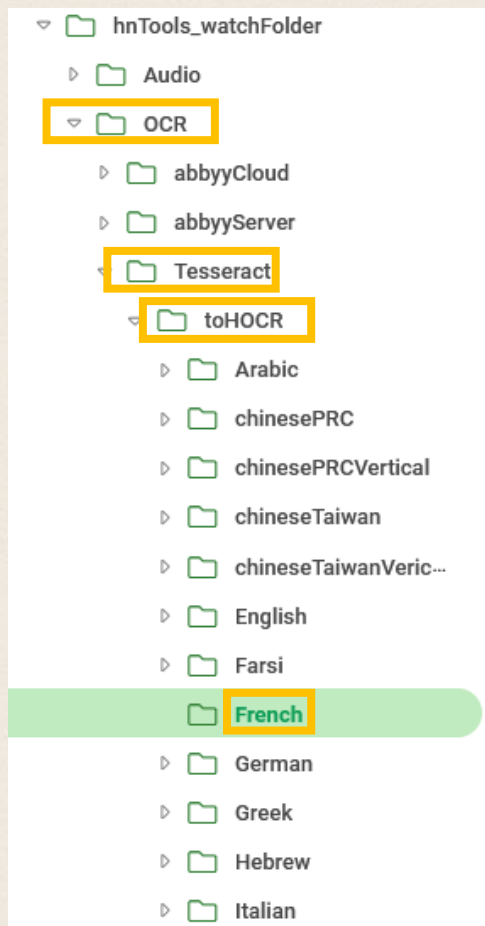 hnTools_watchFolder
Audio
OCR
abbyyCloud
abbyyServer
Tesseract
toHOCR
Arabic
chinesePRC
chinesePRCVertical
chineseTaiwan
chineseTaiwanVeric...
English
Farsi
French
German
Greek
Hebrew
Italian